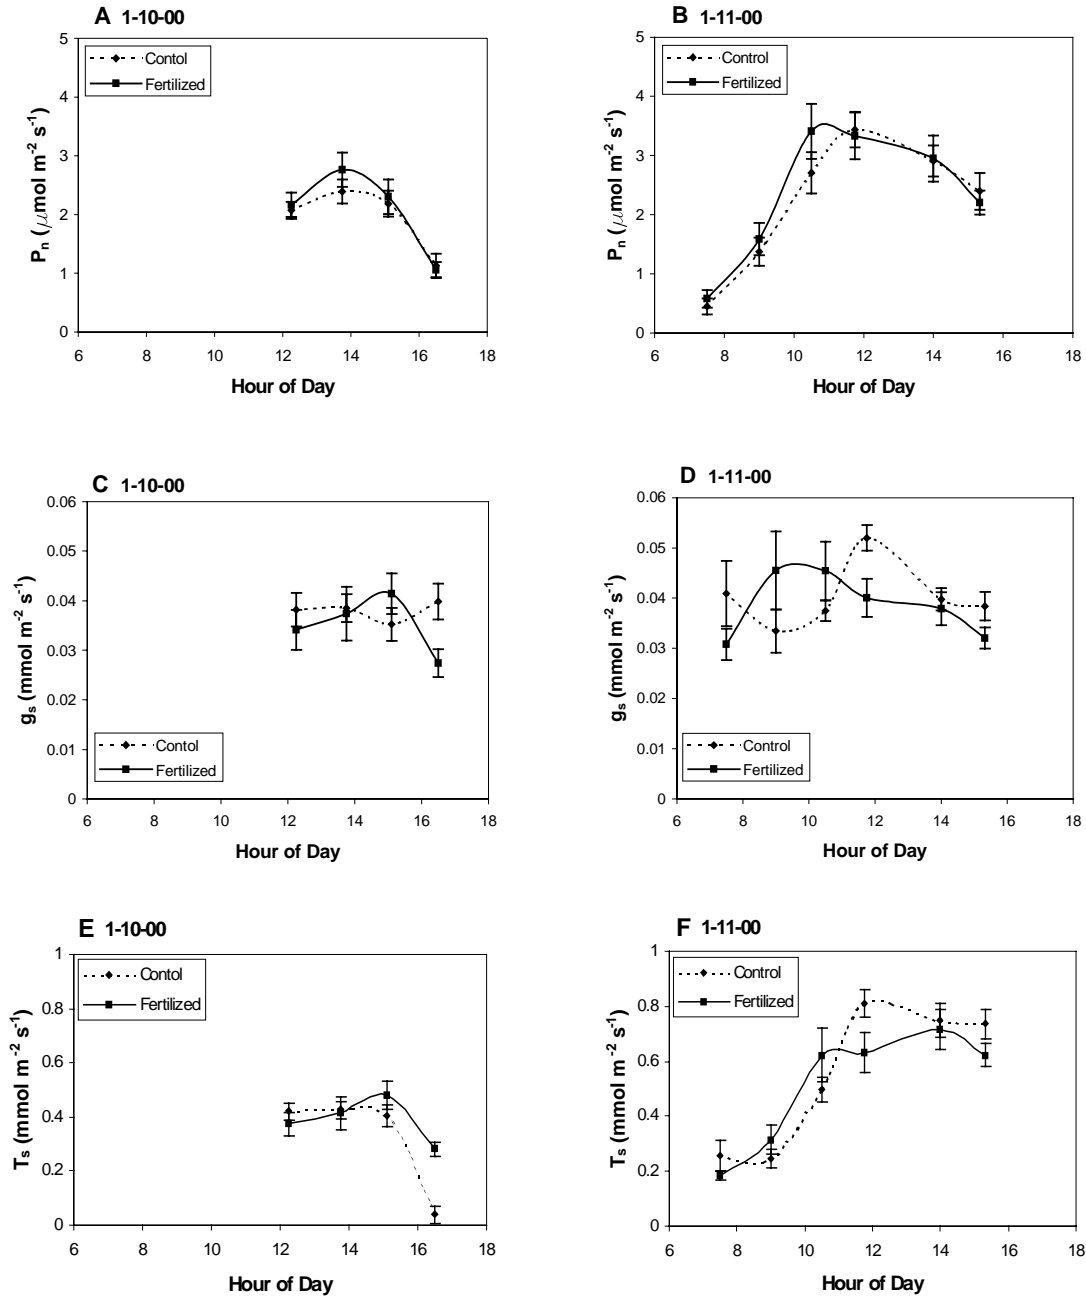 A 1-10-00
5
4
3
2
1
0
Pn (μmol m-2 s-1)
Contol
Fertilized
6 8 10 12 14 16 18
Hour of Day
B 1-11-00
5
4
3
2
1
0
Pn (μmol m-2 s-1)
Control
Fertilized
6 8 10 12 14 16 18
Hour of Day
C 1-10-00
0.06
0.05
0.04
0.03
0.02
0.01
0
gs (mmol m-2 s-1)
Contol
Fertilized
6 8 10 12 14 16 18
Hour of Day
D 1-11-00
0.06
0.05
0.04
0.03
0.02
0.01
0
gs (mmol m-2 s-1)
Control
Fertilized
6 8 10 12 14 16 18
Hour of Day
E 1-10-00
1
0.8
0.6
0.4
0.2
0
Ts (mmol m-2 s-1)
Contol
Fertilized
6 8 10 12 14 16 18
Hour of Day
F 1-11-00
1
0.8
0.6
0.4
0.2
0
Ts (mmol m-2 s-1)
Control
Fertilized
6 8 10 12 14 16 18
Hour of Day